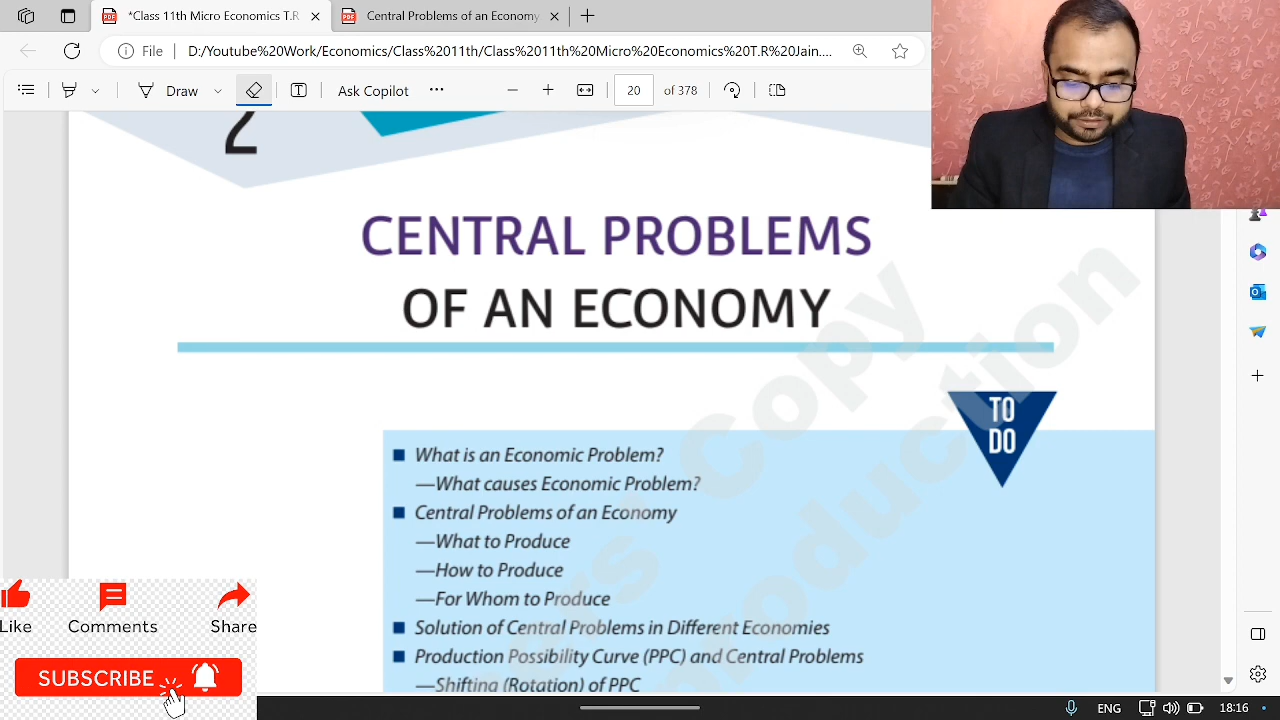 *Class 11th Micro Economics T.R
Central Problems of an Economy
File
D:/Youtube%20Work/Economics/Class%2011th/Class%2011th%20Micro%20Economics%20T.R%20Jain....
Draw
Ask Copilot
20 of 378
2
CENTRAL PROBLEMS
OF AN ECONOMY
TO
DO
What is an Economic Problem?
—What causes Economic Problem?
Central Problems of an Economy
—What to Produce
—How to Produce
—For Whom to Produce
Solution of Central Problems in Different Economies
Production Possibility Curve (PPC) and Central Problems
—Shifting (Rotation) of PPC
Copy
Like
Comments
Share
SUBSCRIBE
ENG
18:16